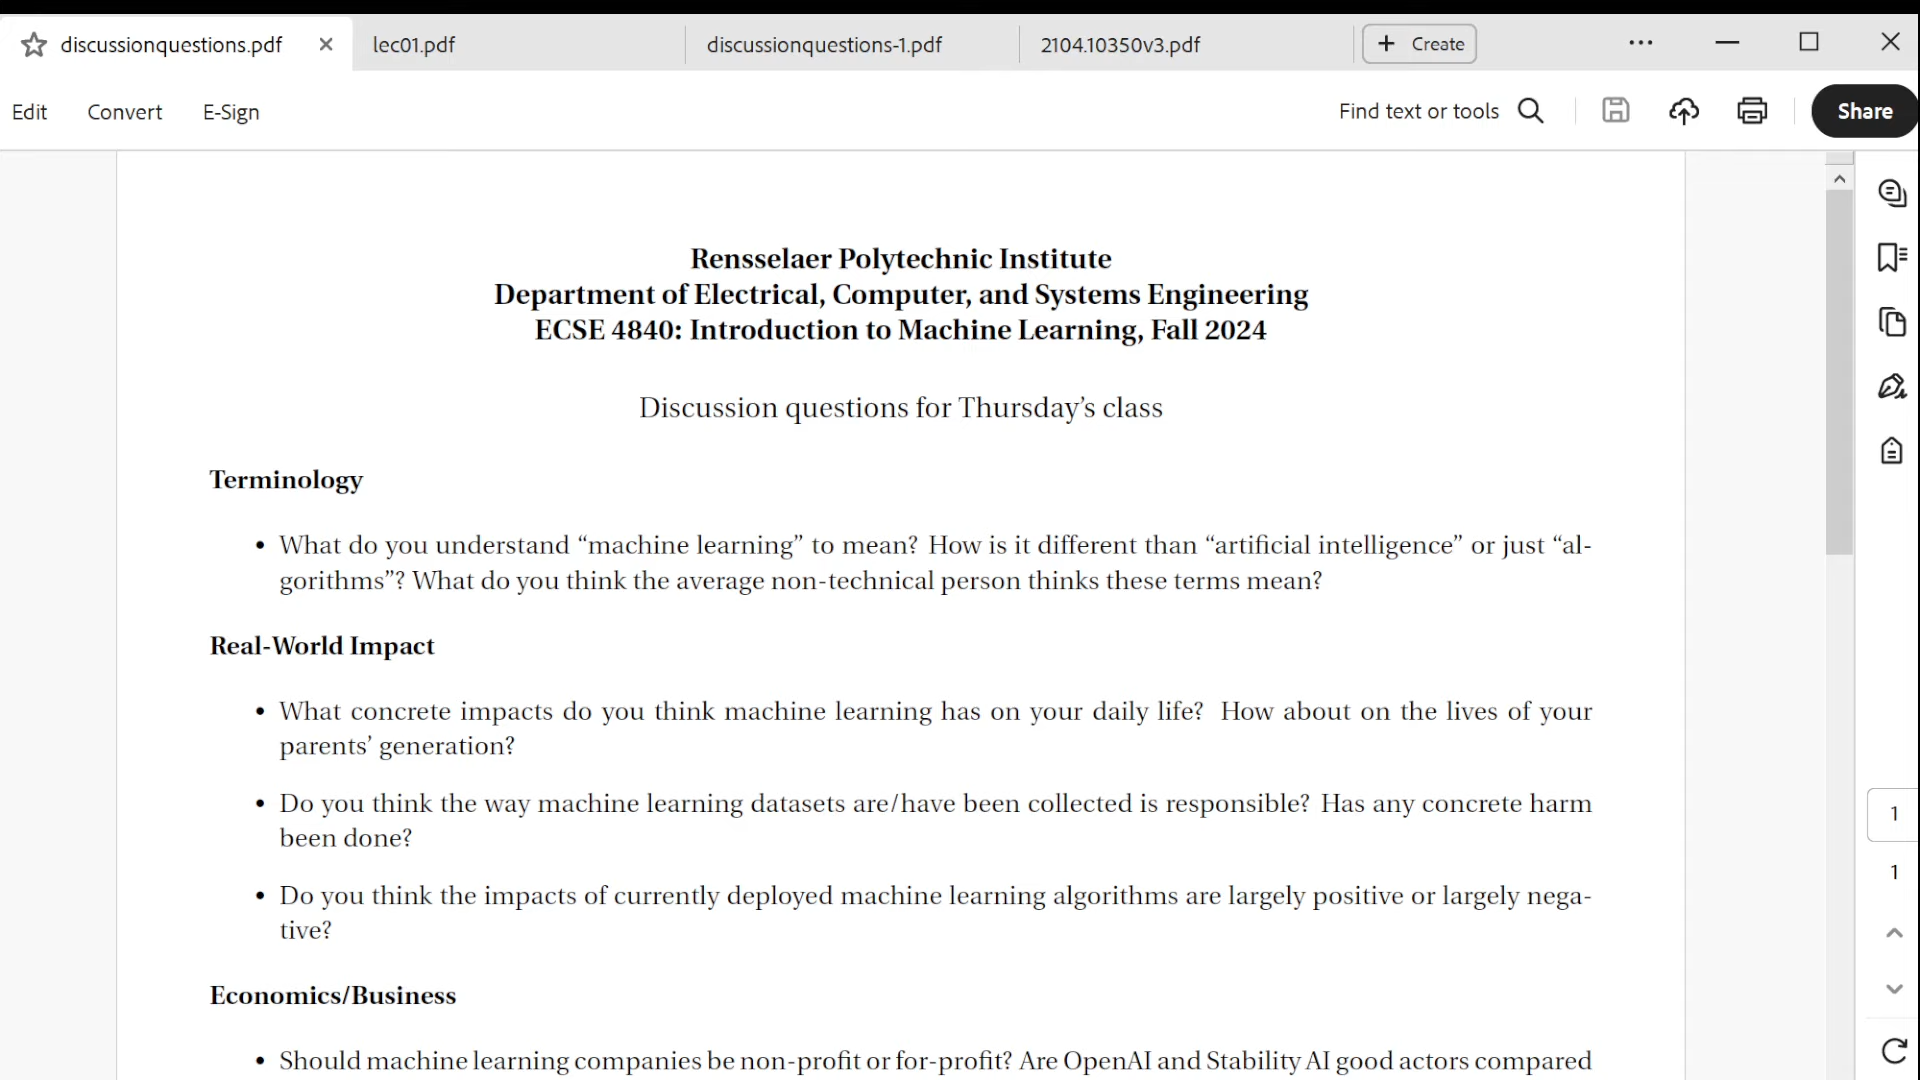 discussionquestions.pdf
lec01.pdf
discussionquestions-1.pdf
2104.10350v3.pdf
Create
Edit
Convert
E-Sign
Find text or tools
Share
Rensselaer Polytechnic Institute
Department of Electrical, Computer, and Systems Engineering
ECSE 4840: Introduction to Machine Learning, Fall 2024
Discussion questions for Thursday's class
Terminology
• What do you understand “machine learning” to mean? How is it different than “artificial intelligence” or just “al-
gorithms”? What do you think the average non-technical person thinks these terms mean?
Real-World Impact
• What concrete impacts do you think machine learning has on your daily life? How about on the lives of your
parents’ generation?
• Do you think the way machine learning datasets are/have been collected is responsible? Has any concrete harm
been done?
• Do you think the impacts of currently deployed machine learning algorithms are largely positive or largely nega-
tive?
Economics/Business
• Should machine learning companies be non-profit or for-profit? Are OpenAI and Stability AI good actors compared
1
1